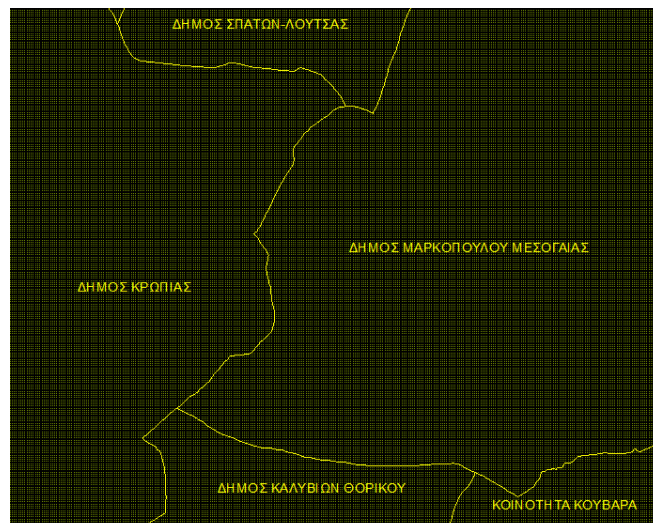 ΔΗΜΟΣ ΣΠΑΤΩΝ-ΛΟΥΤΣΑΣ
ΔΗΜΟΣ ΜΑΡΚΟΠΟΥΛΟΥ ΜΕΣΟΓΑΙΑΣ
ΔΗΜΟΣ ΚΡΩΠΙΑΣ
ΔΗΜΟΣ ΚΑΛΥΒΙΩΝ ΘΟΡΙΚΟΥ
ΚΟΙΝΟΤΗΤΑ ΚΟΥΒΑΡΑ